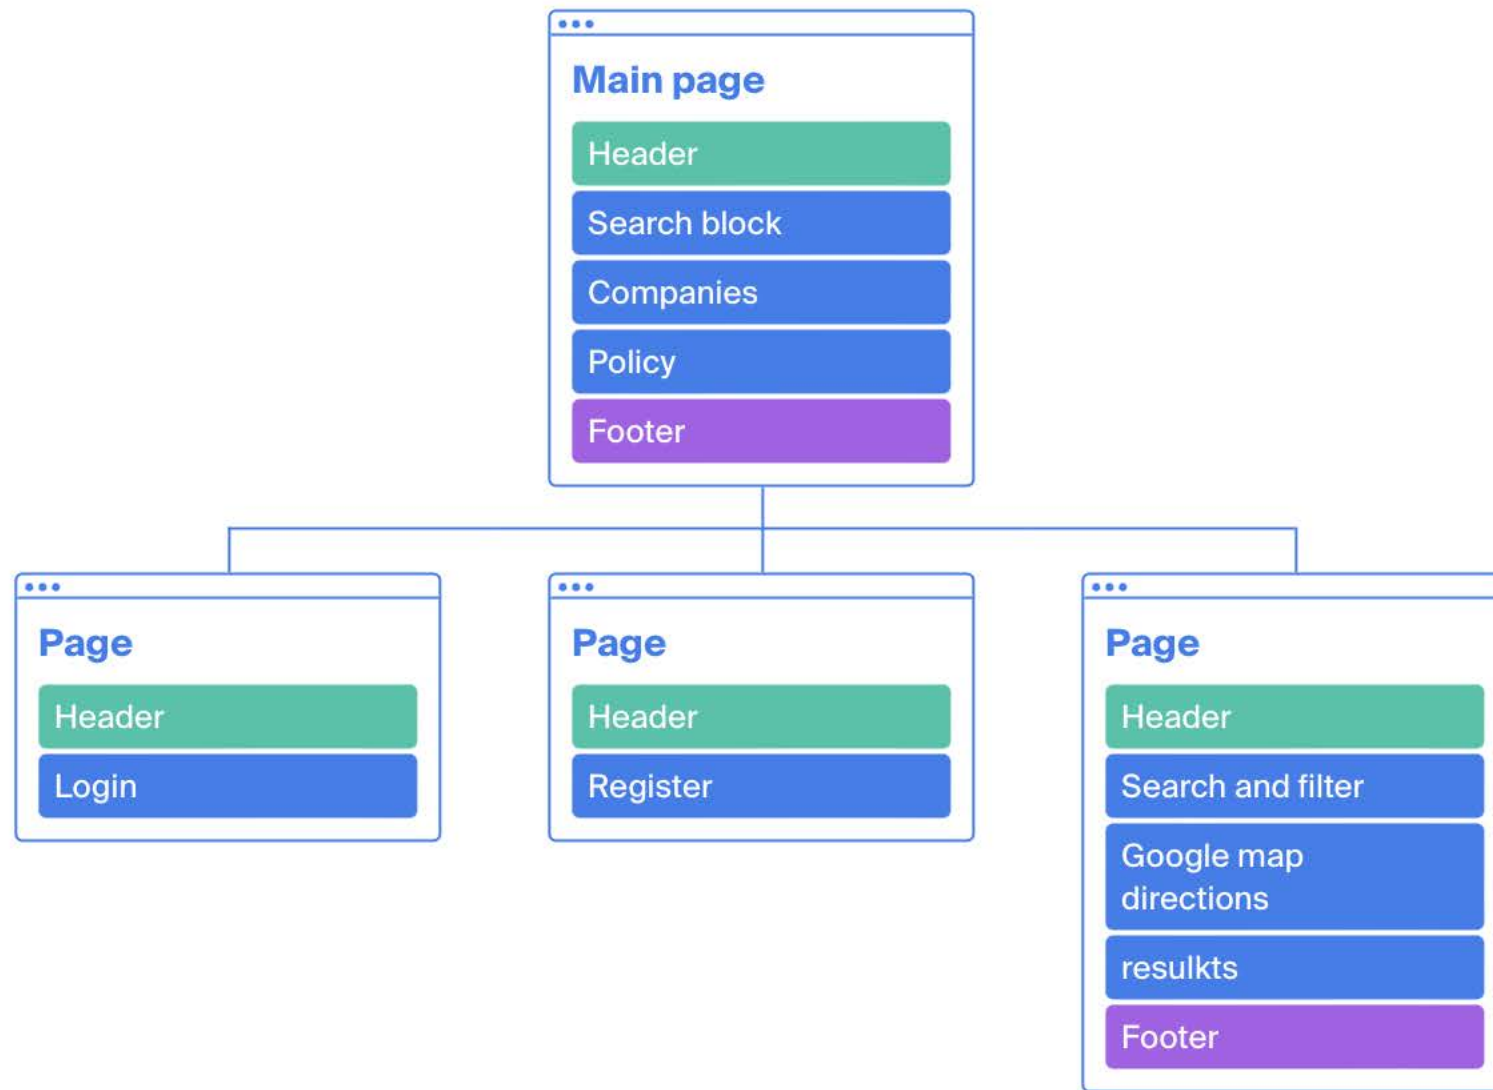 Main page
Header
Search block
Companies
Policy
Footer
Page
Header
Login
Page
Header
Register
Page
Header
Search and filter
Google map
directions
resulkts
Footer